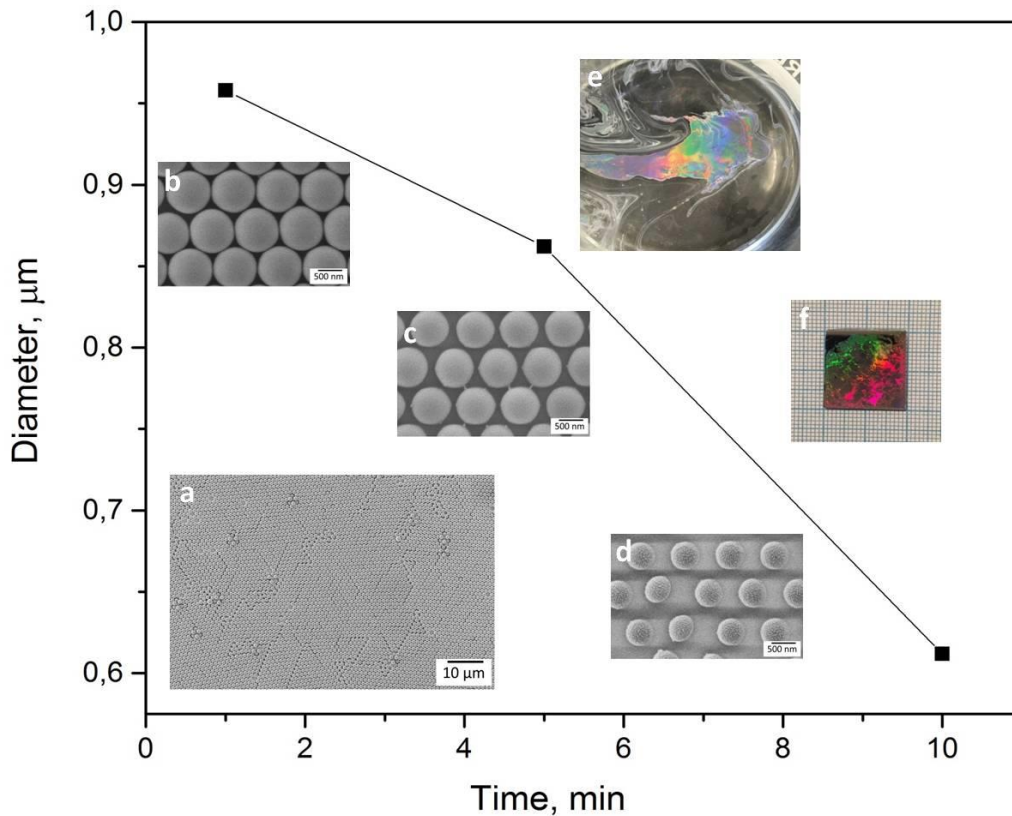 1,0
0,9
0,8
0,7
0,6
Diameter, μm
0
2
4
6
8
10
Time, min
b
500 nm
c
500 nm
a
10 μm
d
500 nm
e
f